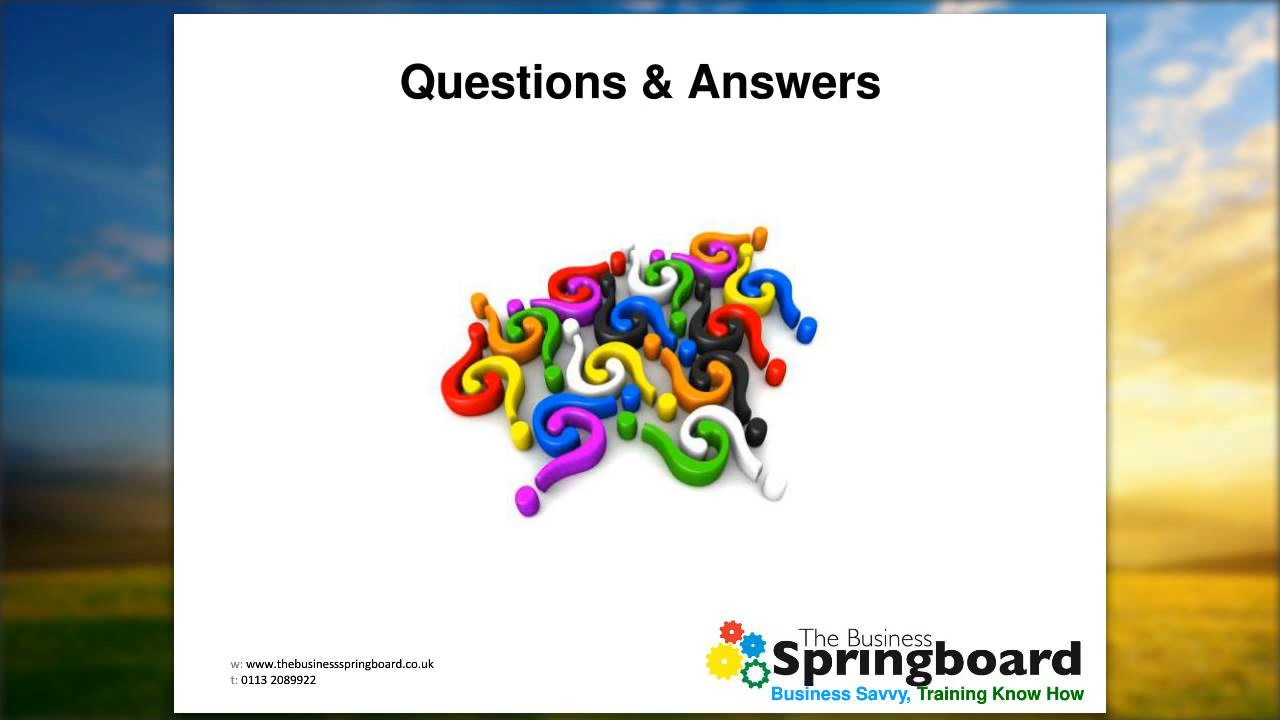 Questions & Answers
w: www.thebusinessspringboard.co.uk
t: 0113 2089922
The Business
Springboard
Business Savvy, Training Know How